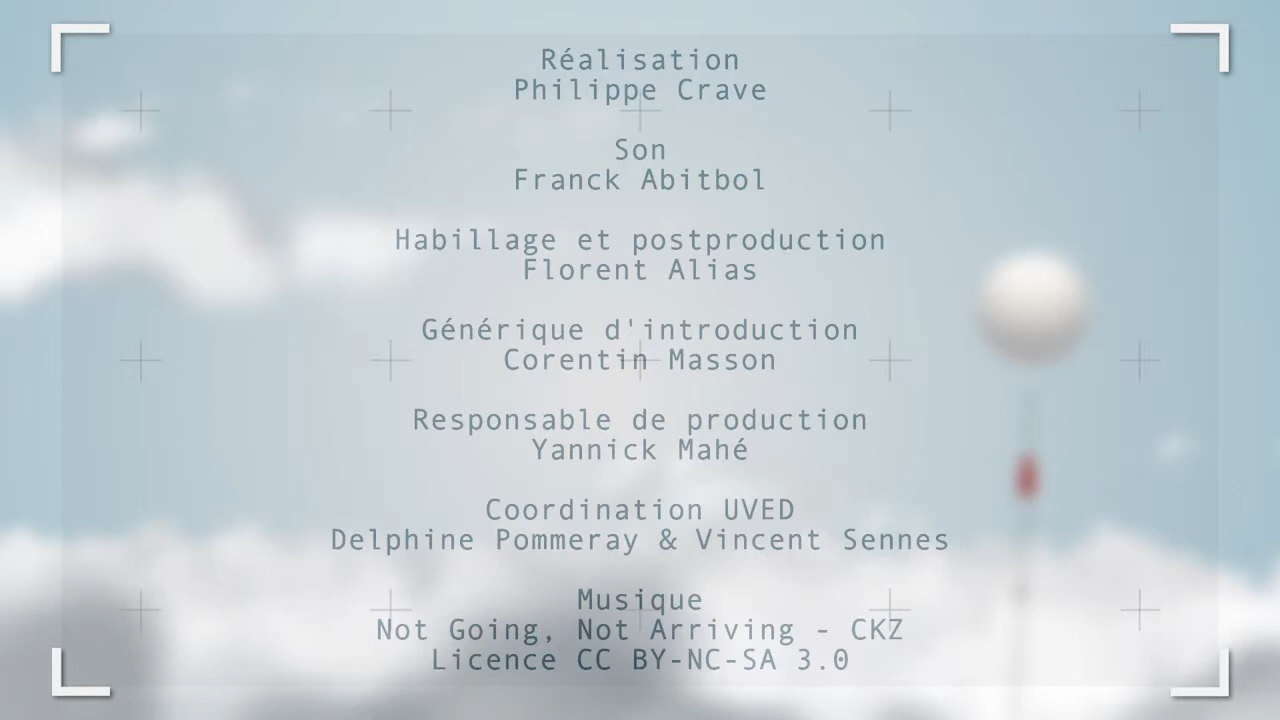 Réalisation
Philippe Crave
Son
Franck Abitbol
Habillage et postproduction
Florent Alias
Générique d'introduction
Corentin Masson
Responsable de production
Yannick Mahé
Coordination UVED
Delphine Pommeray & Vincent Sennes
Musique
Not Going, Not Arriving - CKZ
Licence CC BY-NC-SA 3.0